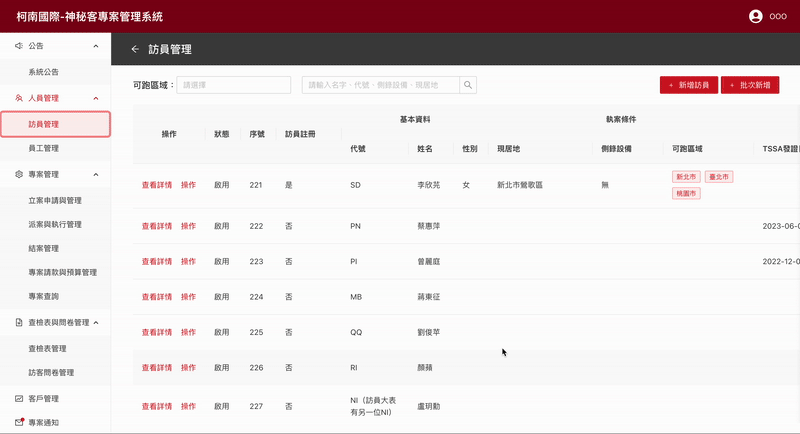 柯南國際-神秘客專案管理系統
OOO
公告
系統公告
人員管理
訪員管理
員工管理
專案管理
立案申請與管理
派案與執行管理
結案管理
專案請款與預算管理
專案查詢
查檢表與問卷管理
查檢表管理
訪客問卷管理
客戶管理
專案通知
← 訪員管理
可跑區域： 請選擇 請輸入名字、代號、側錄設備、現居地 + 新增訪員 + 批次新增
操作 狀態 序號 訪員註冊 基本資料 執案條件
代號 姓名 性別 現居地 側錄設備 可跑區域 TSSA發證日
查看詳情 操作 啟用 221 是 SD 李欣苑 女 新北市鶯歌區 無 新北市 臺北市
桃園市
查看詳情 操作 啟用 222 否 PN 蔡惠萍 2023-06-0
查看詳情 操作 啟用 223 否 PI 曾麗庭 2022-12-0
查看詳情 操作 啟用 224 否 MB 蔣東征
查看詳情 操作 啟用 225 否 QQ 劉俊苹
查看詳情 操作 啟用 226 否 RI 顏蘋
查看詳情 操作 啟用 227 否 NI（訪員大表
有另一位NI） 盧玥勳